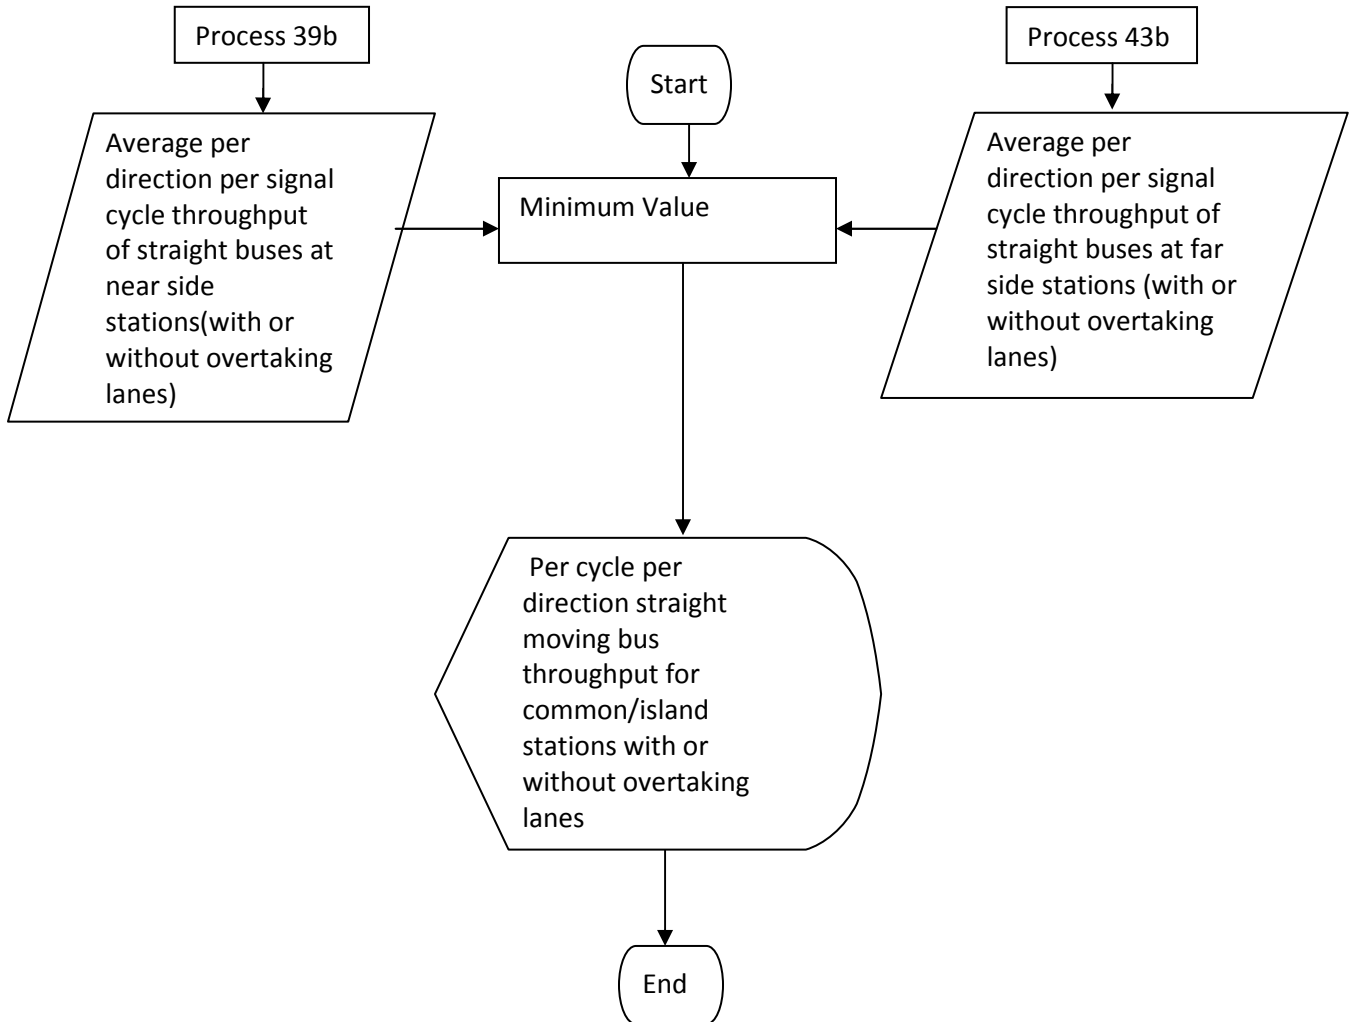 Process 39b
Process 43b
Start
Average per
direction per signal
cycle throughput
of straight buses at
near side
stations(with or
without overtaking
lanes)
Minimum Value
Average per
direction per signal
cycle throughput of
straight buses at far
side stations (with or
without overtaking
lanes)
Per cycle per
direction straight
moving bus
throughput for
common/island
stations with or
without overtaking
lanes
End